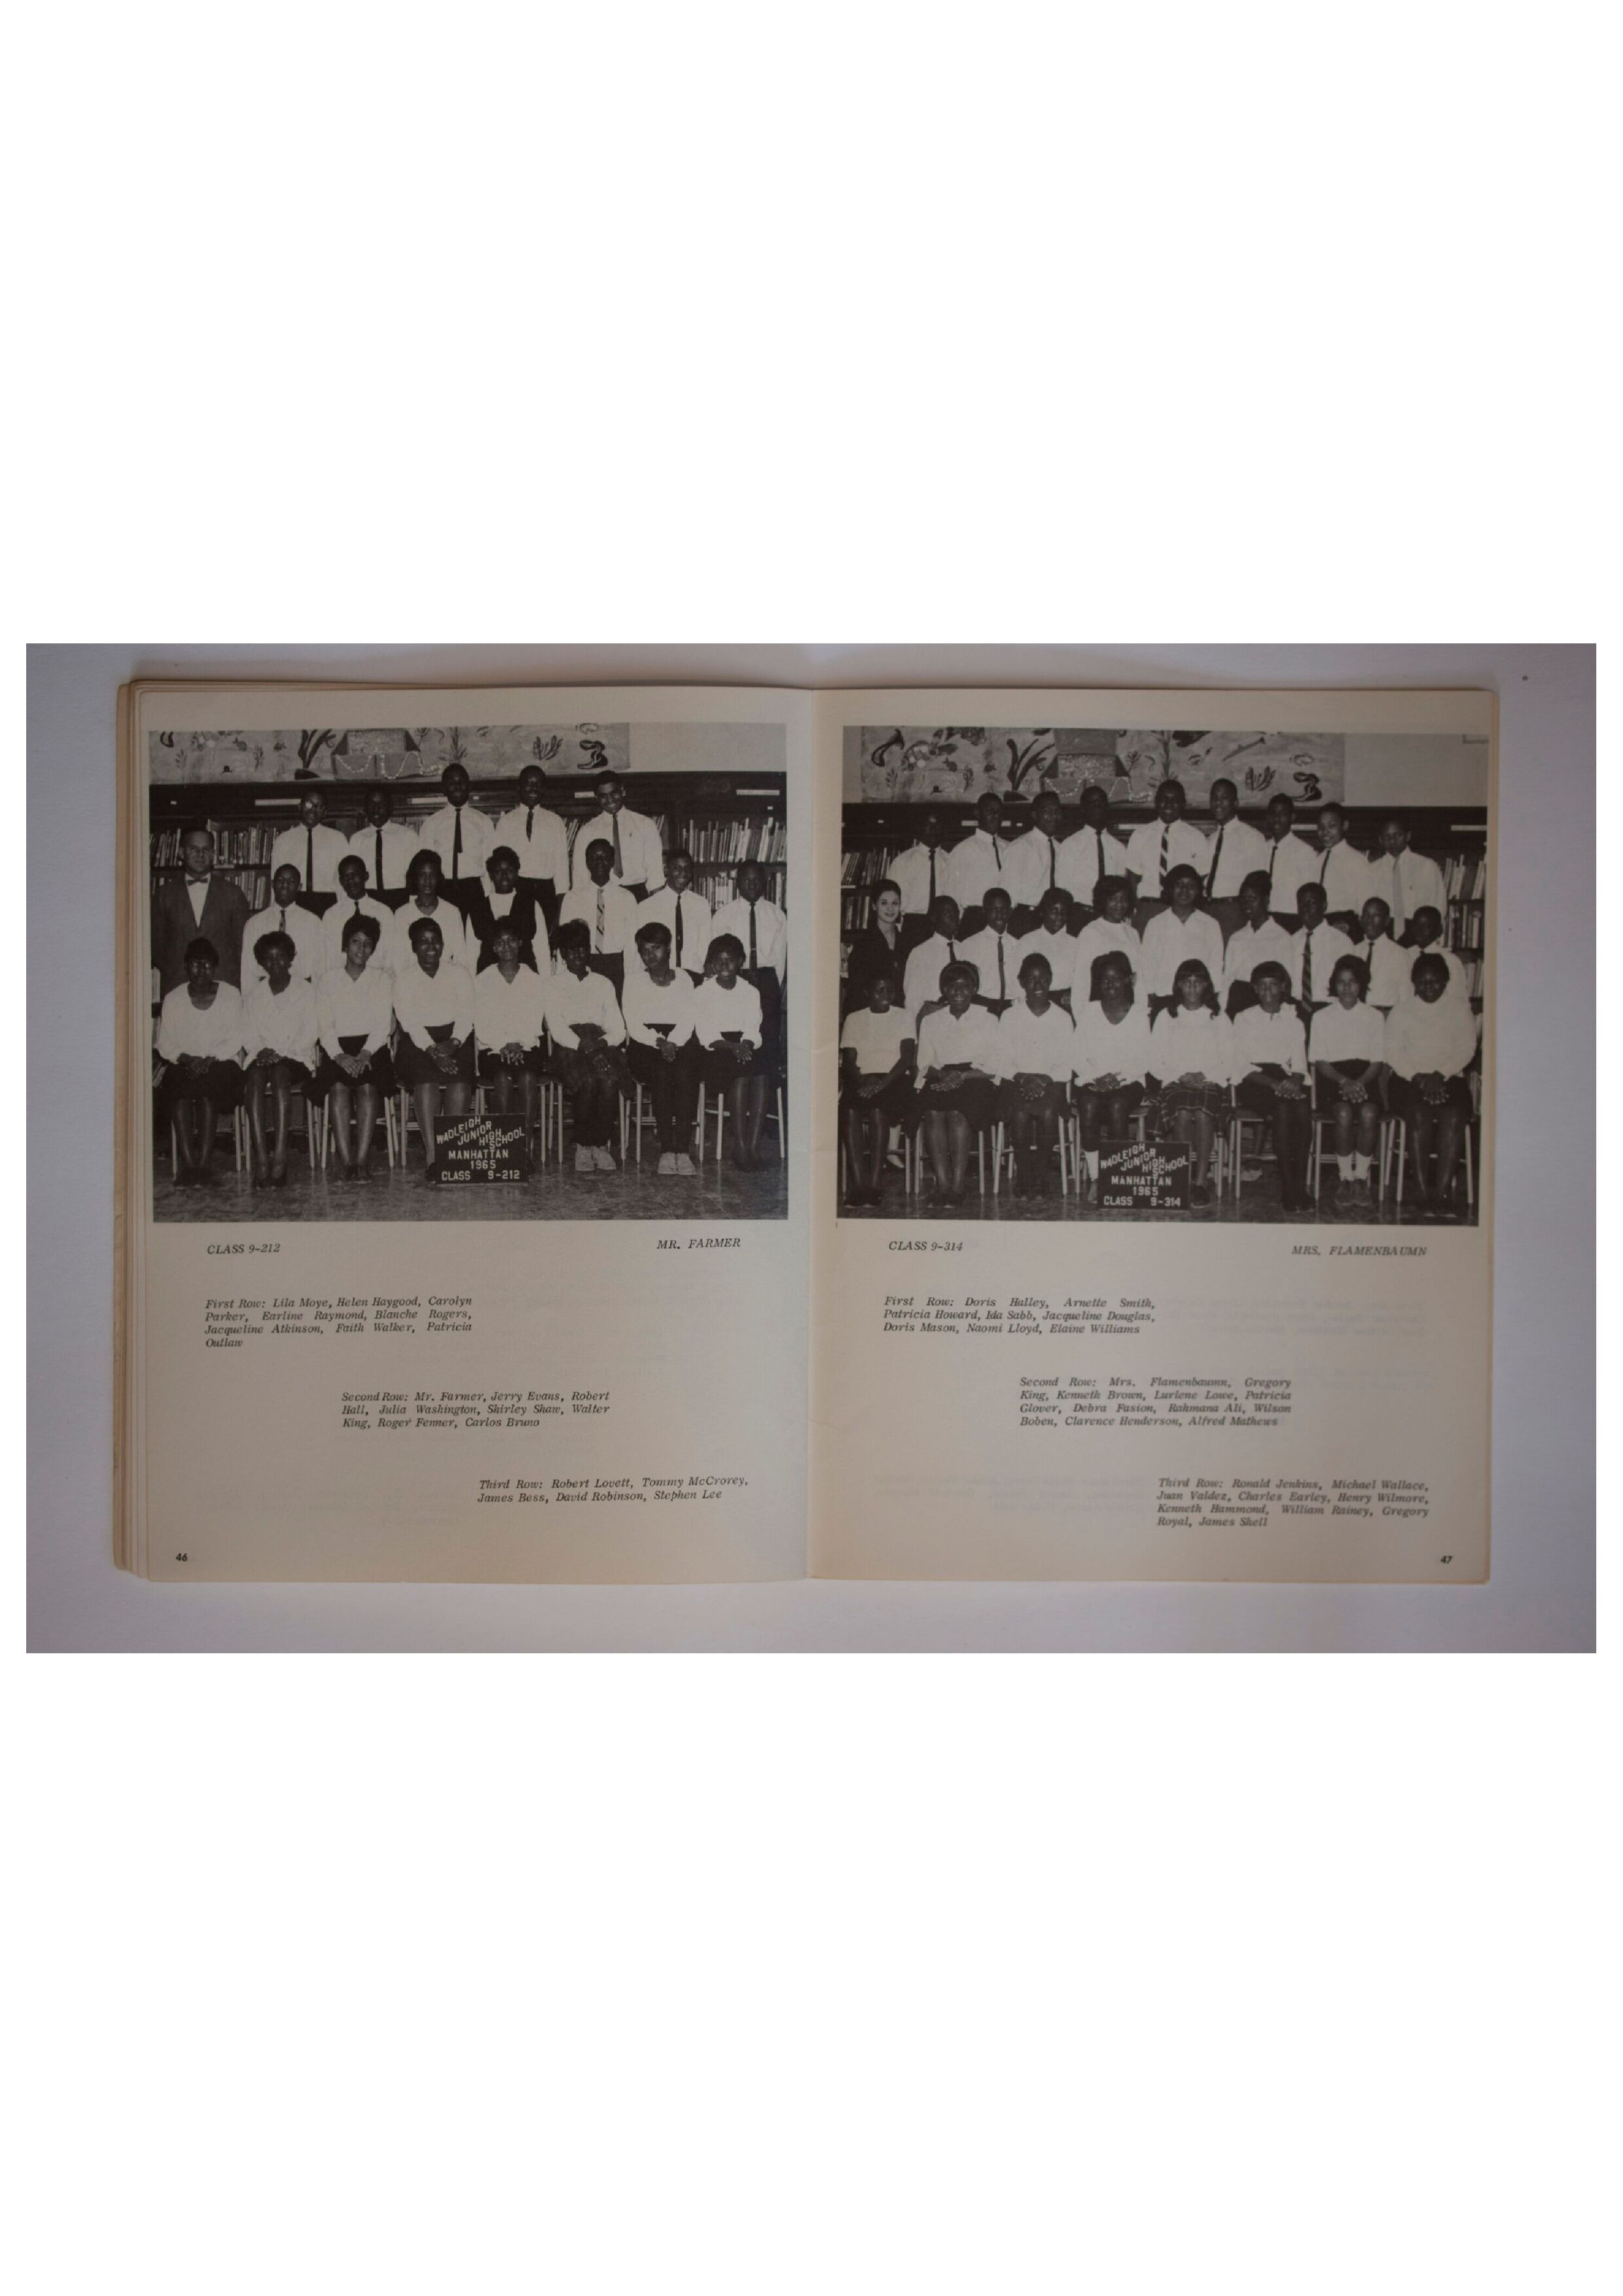 WADLEIGH
JUNIOR
HIGH
SCHOOL
MANHATTAN
1965
CLASS 9-212
CLASS 9-212
MR. FARMER
First Row: Lila Moye, Helen Haygood, Carolyn
Parker, Earline Raymond, Blanche Rogers,
Jacqueline Atkinson, Faith Walker, Patricia
Outlaw
Second Row: Mr. Farmer, Jerry Evans, Robert
Hall, Julia Washington, Shirley Shaw, Walter
King, Roger Fenner, Carlos Bruno
Third Row: Robert Lovett, Tommy McCrorey,
James Bess, David Robinson, Stephen Lee
46
WADLEIGH
JUNIOR
HIGH
SCHOOL
MANHATTAN
1965
CLASS 9-314
CLASS 9-314
MRS. FLAMENBAUMN
First Row: Doris Halley, Arnette Smith,
Patricia Howard, Ida Sabb, Jacqueline Douglas,
Doris Mason, Naomi Lloyd, Elaine Williams
Second Row: Mrs. Flamenbaumn, Gregory
King, Kenneth Brown, Lurlene Lowe, Patricia
Glover, Debra Fusion, Rahmana Ali, Wilson
Boben, Clarence Henderson, Alfred Mathews
Third Row: Ronald Jenkins, Michael Wallace,
Juan Valdez, Charles Earley, Henry Wilmore,
Kenneth Hammond, William Rainey, Gregory
Royal, James Shell
47